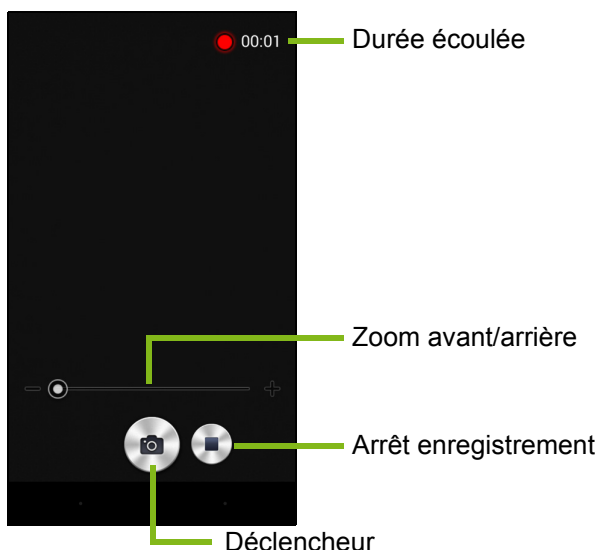 00:01
Durée écoulée
Zoom avant/arrière
Arrêt enregistrement
Déclencheur